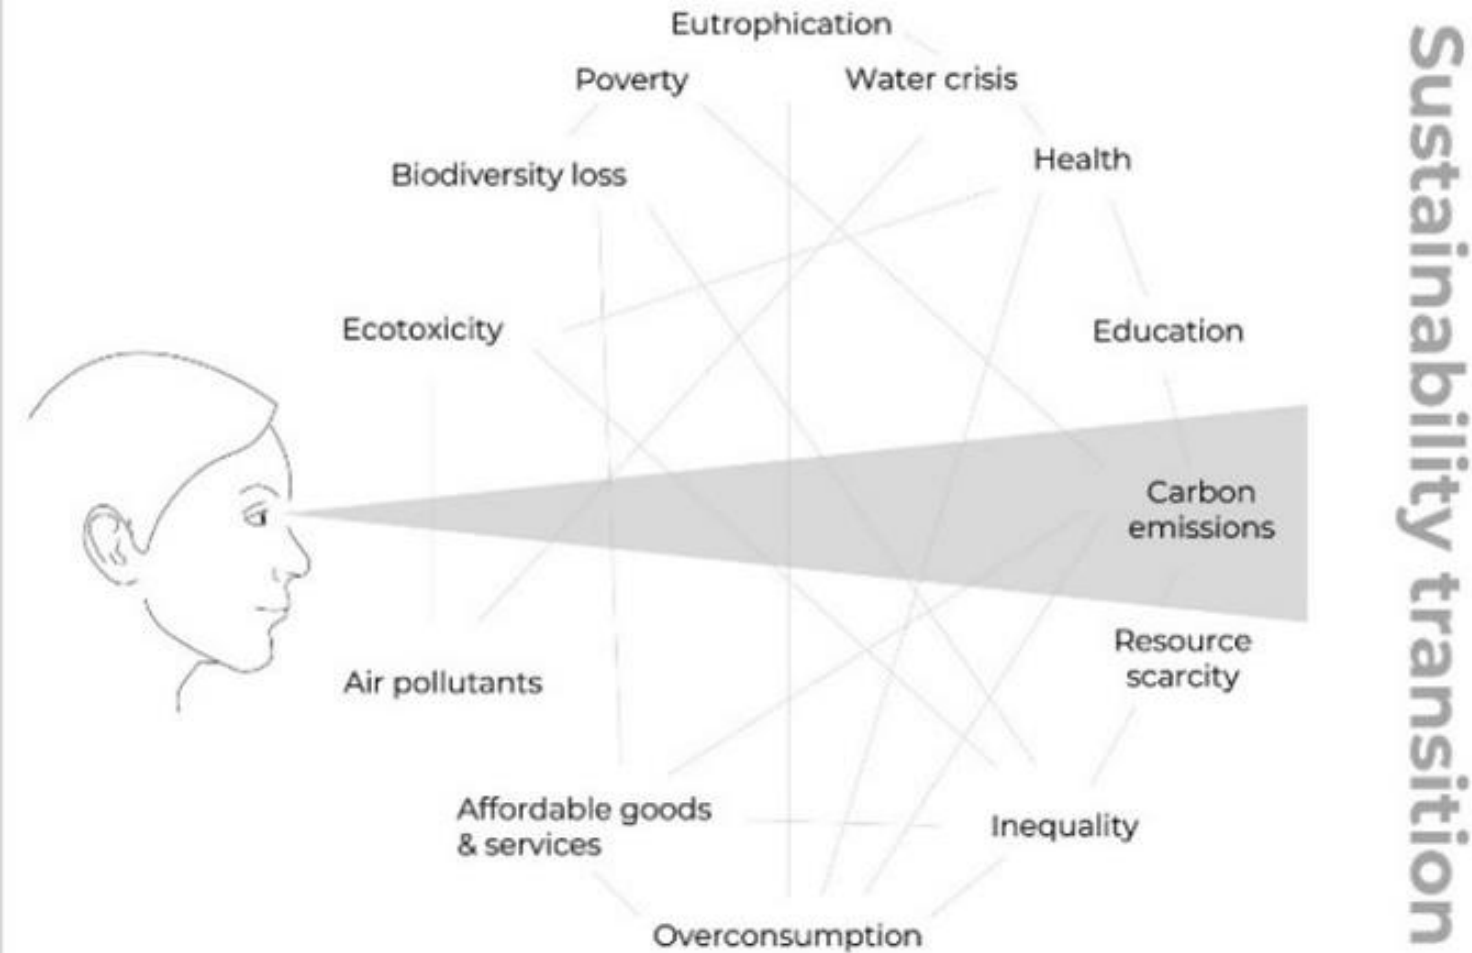 Eutrophication
Poverty
Water crisis
Biodiversity loss
Health
Ecotoxicity
Education
Carbon
emissions
Resource
scarcity
Air pollutants
Affordable goods
& services
Inequality
Overconsumption
Sustainability transition